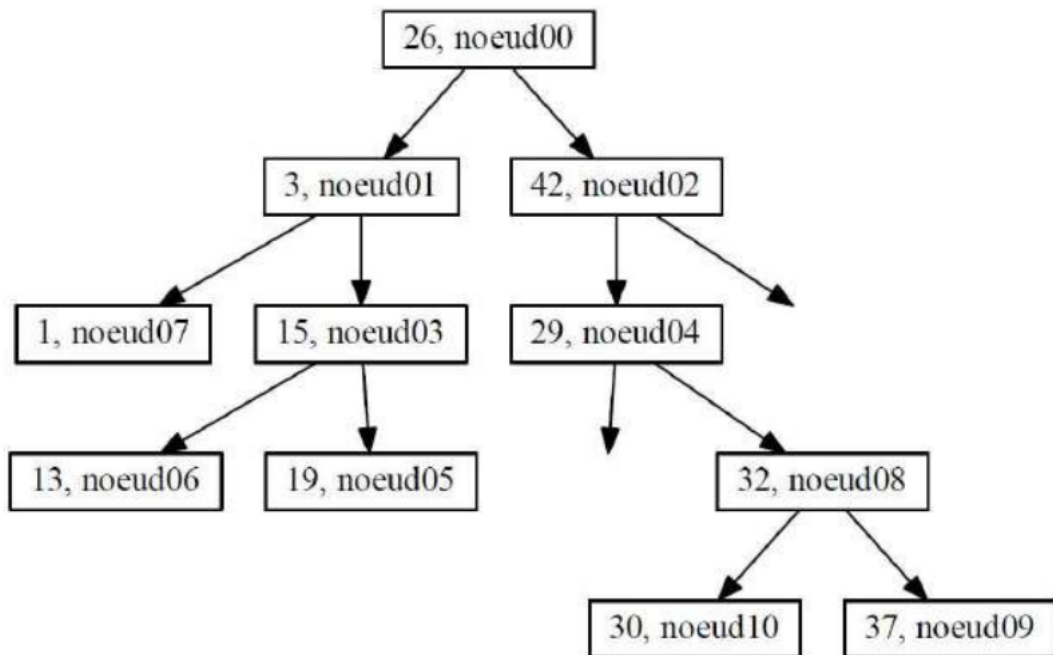 26, noeud00
3, noeud01
42, noeud02
1, noeud07
15, noeud03
29, noeud04
13, noeud06
19, noeud05
32, noeud08
30, noeud10
37, noeud09